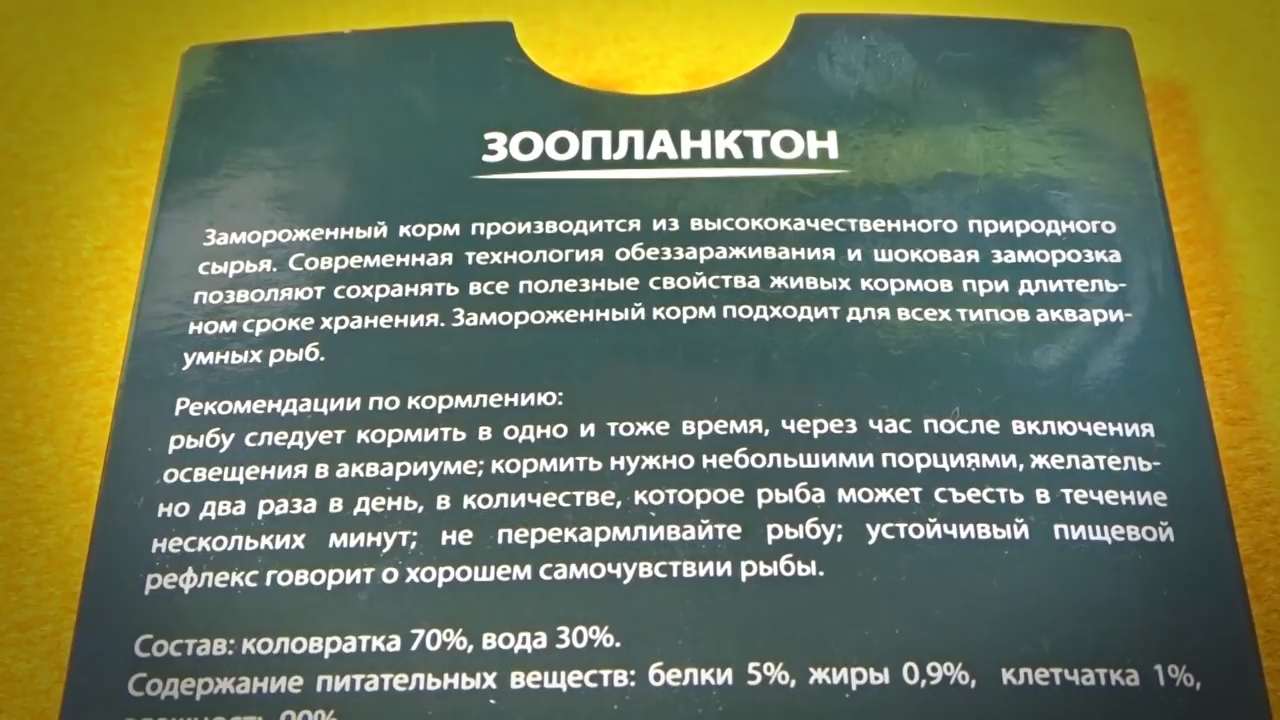 ЗООПЛАНКТОН
Замороженный корм производится из высококачественного природного
сырья. Современная технология обеззараживания и шоковая заморозка
позволяют сохранять все полезные свойства живых кормов при длитель-
ном сроке хранения. Замороженный корм подходит для всех типов аквари-
умных рыб.
Рекомендации по кормлению:
рыбу следует кормить в одно и тоже время, через час после включения
освещения в аквариуме; кормить нужно небольшими порциями, желатель-
но два раза в день, в количестве, которое рыба может съесть в течение
нескольких минут; не перекармливайте рыбу; устойчивый пищевой
рефлекс говорит о хорошем самочувствии рыбы.
Состав: коловратка 70%, вода 30%.
Содержание питательных веществ: белки 5%, жиры 0,9%, клетчатка 1%,